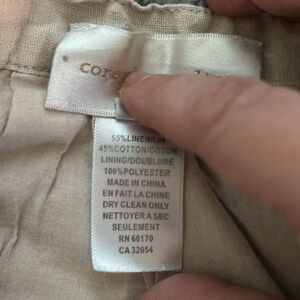 55%LINEN/LIN
45%COTTON/COTON
LINING/DOUBLURE
100%POLYESTER
MADE IN CHINA
EN FAIT LA CHINE
DRY CLEAN ONLY
NETTOYER A SEC
SEULEMENT
RN 66170
CA 32054